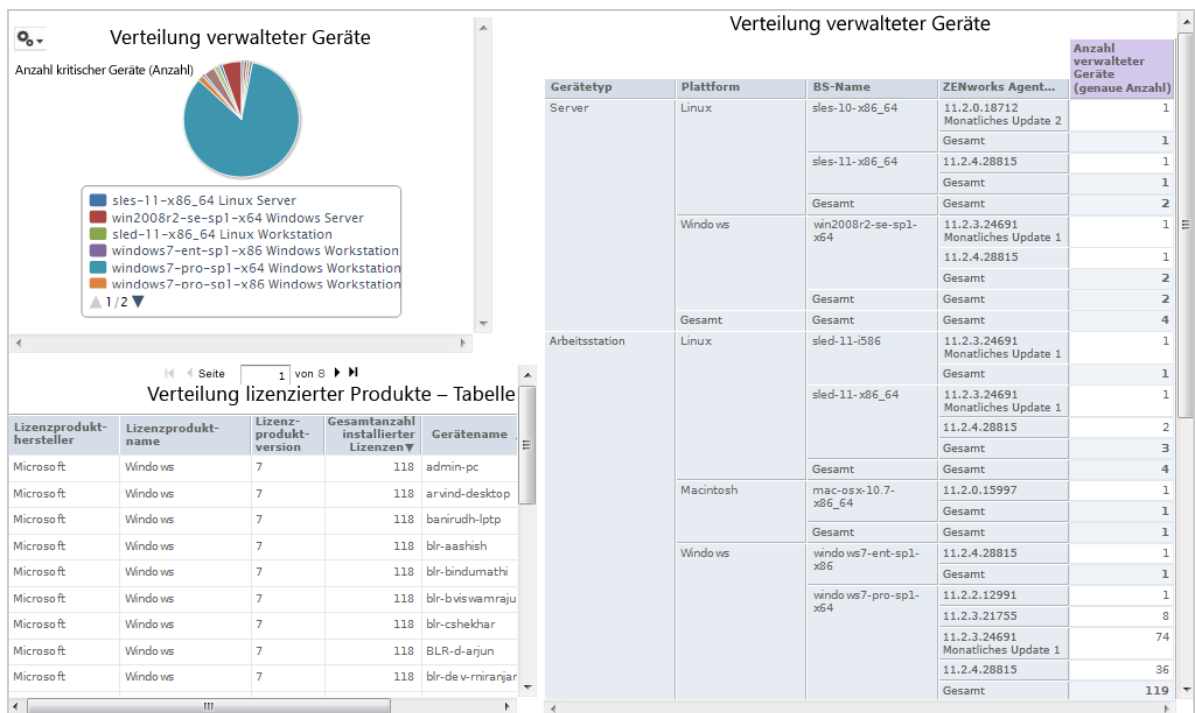 Verteilung verwalteter Geräte
Anzahl kritischer Geräte (Anzahl)
sles-11-x86_64 Linux Server
win2008r2-se-sp1-x64 Windows Server
sled-11-x86_64 Linux Workstation
windows7-ent-sp1-x86 Windows Workstation
windows7-pro-sp1-x64 Windows Workstation
windows7-pro-sp1-x86 Windows Workstation
1/2
Seite 1 von 8
Verteilung lizenzierter Produkte – Tabelle
Lizenzprodukt-hersteller Lizenzprodukt-name Lizenz-produkt-version Gesamtanzahl installierter Lizenzen▼ Gerätename
Microsoft Windows 7 118 admin-pc
Microsoft Windows 7 118 arvind-desktop
Microsoft Windows 7 118 banirudh-lptp
Microsoft Windows 7 118 blr-aashish
Microsoft Windows 7 118 blr-bindumathi
Microsoft Windows 7 118 blr-bviswamraju
Microsoft Windows 7 118 blr-cshekhar
Microsoft Windows 7 118 BLR-d-arjun
Microsoft Windows 7 118 blr-dev-rniranjar
Verteilung verwalteter Geräte
Gerätetyp Plattform BS-Name ZENworks Agent... Anzahl verwalteter Geräte (genaue Anzahl)
Server Linux sles-10-x86_64 11.2.0.18712 1
Monatliches Update 2
Gesamt 1
sles-11-x86_64 11.2.4.28815 1
Gesamt 1
Gesamt Gesamt 2
Windows win2008r2-se-sp1-x64 11.2.3.24691 1
Monatliches Update 1
11.2.4.28815 1
Gesamt 2
Gesamt Gesamt 2
Gesamt Gesamt Gesamt 4
Arbeitsstation Linux sled-11-i586 11.2.3.24691 1
Monatliches Update 1
Gesamt 1
sled-11-x86_64 11.2.3.24691 1
Monatliches Update 1
11.2.4.28815 2
Gesamt 3
Gesamt Gesamt 4
Macintosh mac-osx-10.7-x86_64 11.2.0.15997 1
Gesamt 1
Gesamt Gesamt 1
Windows windows7-ent-sp1-x86 11.2.4.28815 1
Gesamt 1
windows7-pro-sp1-x64 11.2.2.12991 1
11.2.3.21755 8
11.2.3.24691 74
Monatliches Update 1
11.2.4.28815 36
Gesamt 119